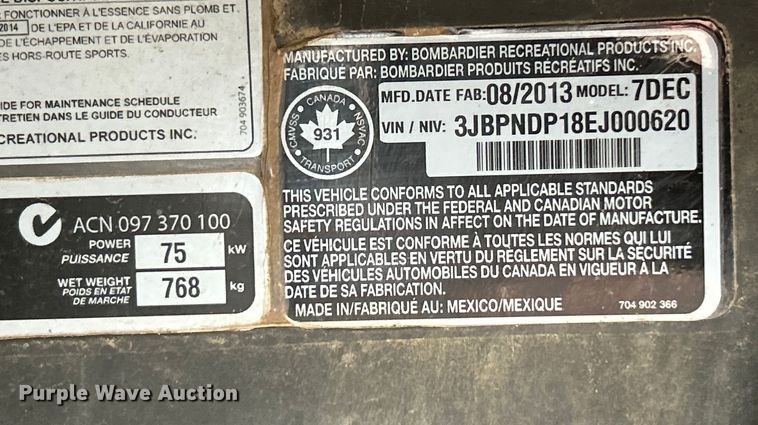 FONCTIONNER À L'ESSENCE SANS PLOMB ET
2014 DE L'EPA ET DE LA CALIFORNIE AU
DE L'ÉCHAPPEMENT ET DE L'ÉVAPORATION
ES HORS-ROUTE SPORTS.
IDE FOR MAINTENANCE SCHEDULE
TRETIEN DANS LE GUIDE DU CONDUCTEUR
CREATIONAL PRODUCTS INC.
704 903674
ACN 097 370 100
POWER
PUISSANCE 75 kW
WET WEIGHT
POIDS EN ÉTAT
DE MARCHE 768 kg
MANUFACTURED BY: BOMBARDIER RECREATIONAL PRODUCTS INC.
FABRIQUÉ PAR: BOMBARDIER PRODUITS RÉCRÉATIFS INC.
CANADA
CMVSS NSVAC
931
TRANSPORT
MFD.DATE FAB: 08/2013 MODEL: 7DEC
VIN / NIV: 3JBPNDP18EJ000620
THIS VEHICLE CONFORMS TO ALL APPLICABLE STANDARDS
PRESCRIBED UNDER THE FEDERAL AND CANADIAN MOTOR
SAFETY REGULATIONS IN AFFECT ON THE DATE OF MANUFACTURE.
CE VÉHICULE EST CONFORME À TOUTES LES NORMES QUI LUI
SONT APPLICABLES EN VERTU DU RÈGLEMENT SUR LA SÉCURITÉ
DES VÉHICULES AUTOMOBILES DU CANADA EN VIGUEUR À LA
DATE DE SA FABRICATION.
MADE IN/FABRIQUÉ AU: MEXICO/MEXIQUE
704 902 366
Purple Wave Auction